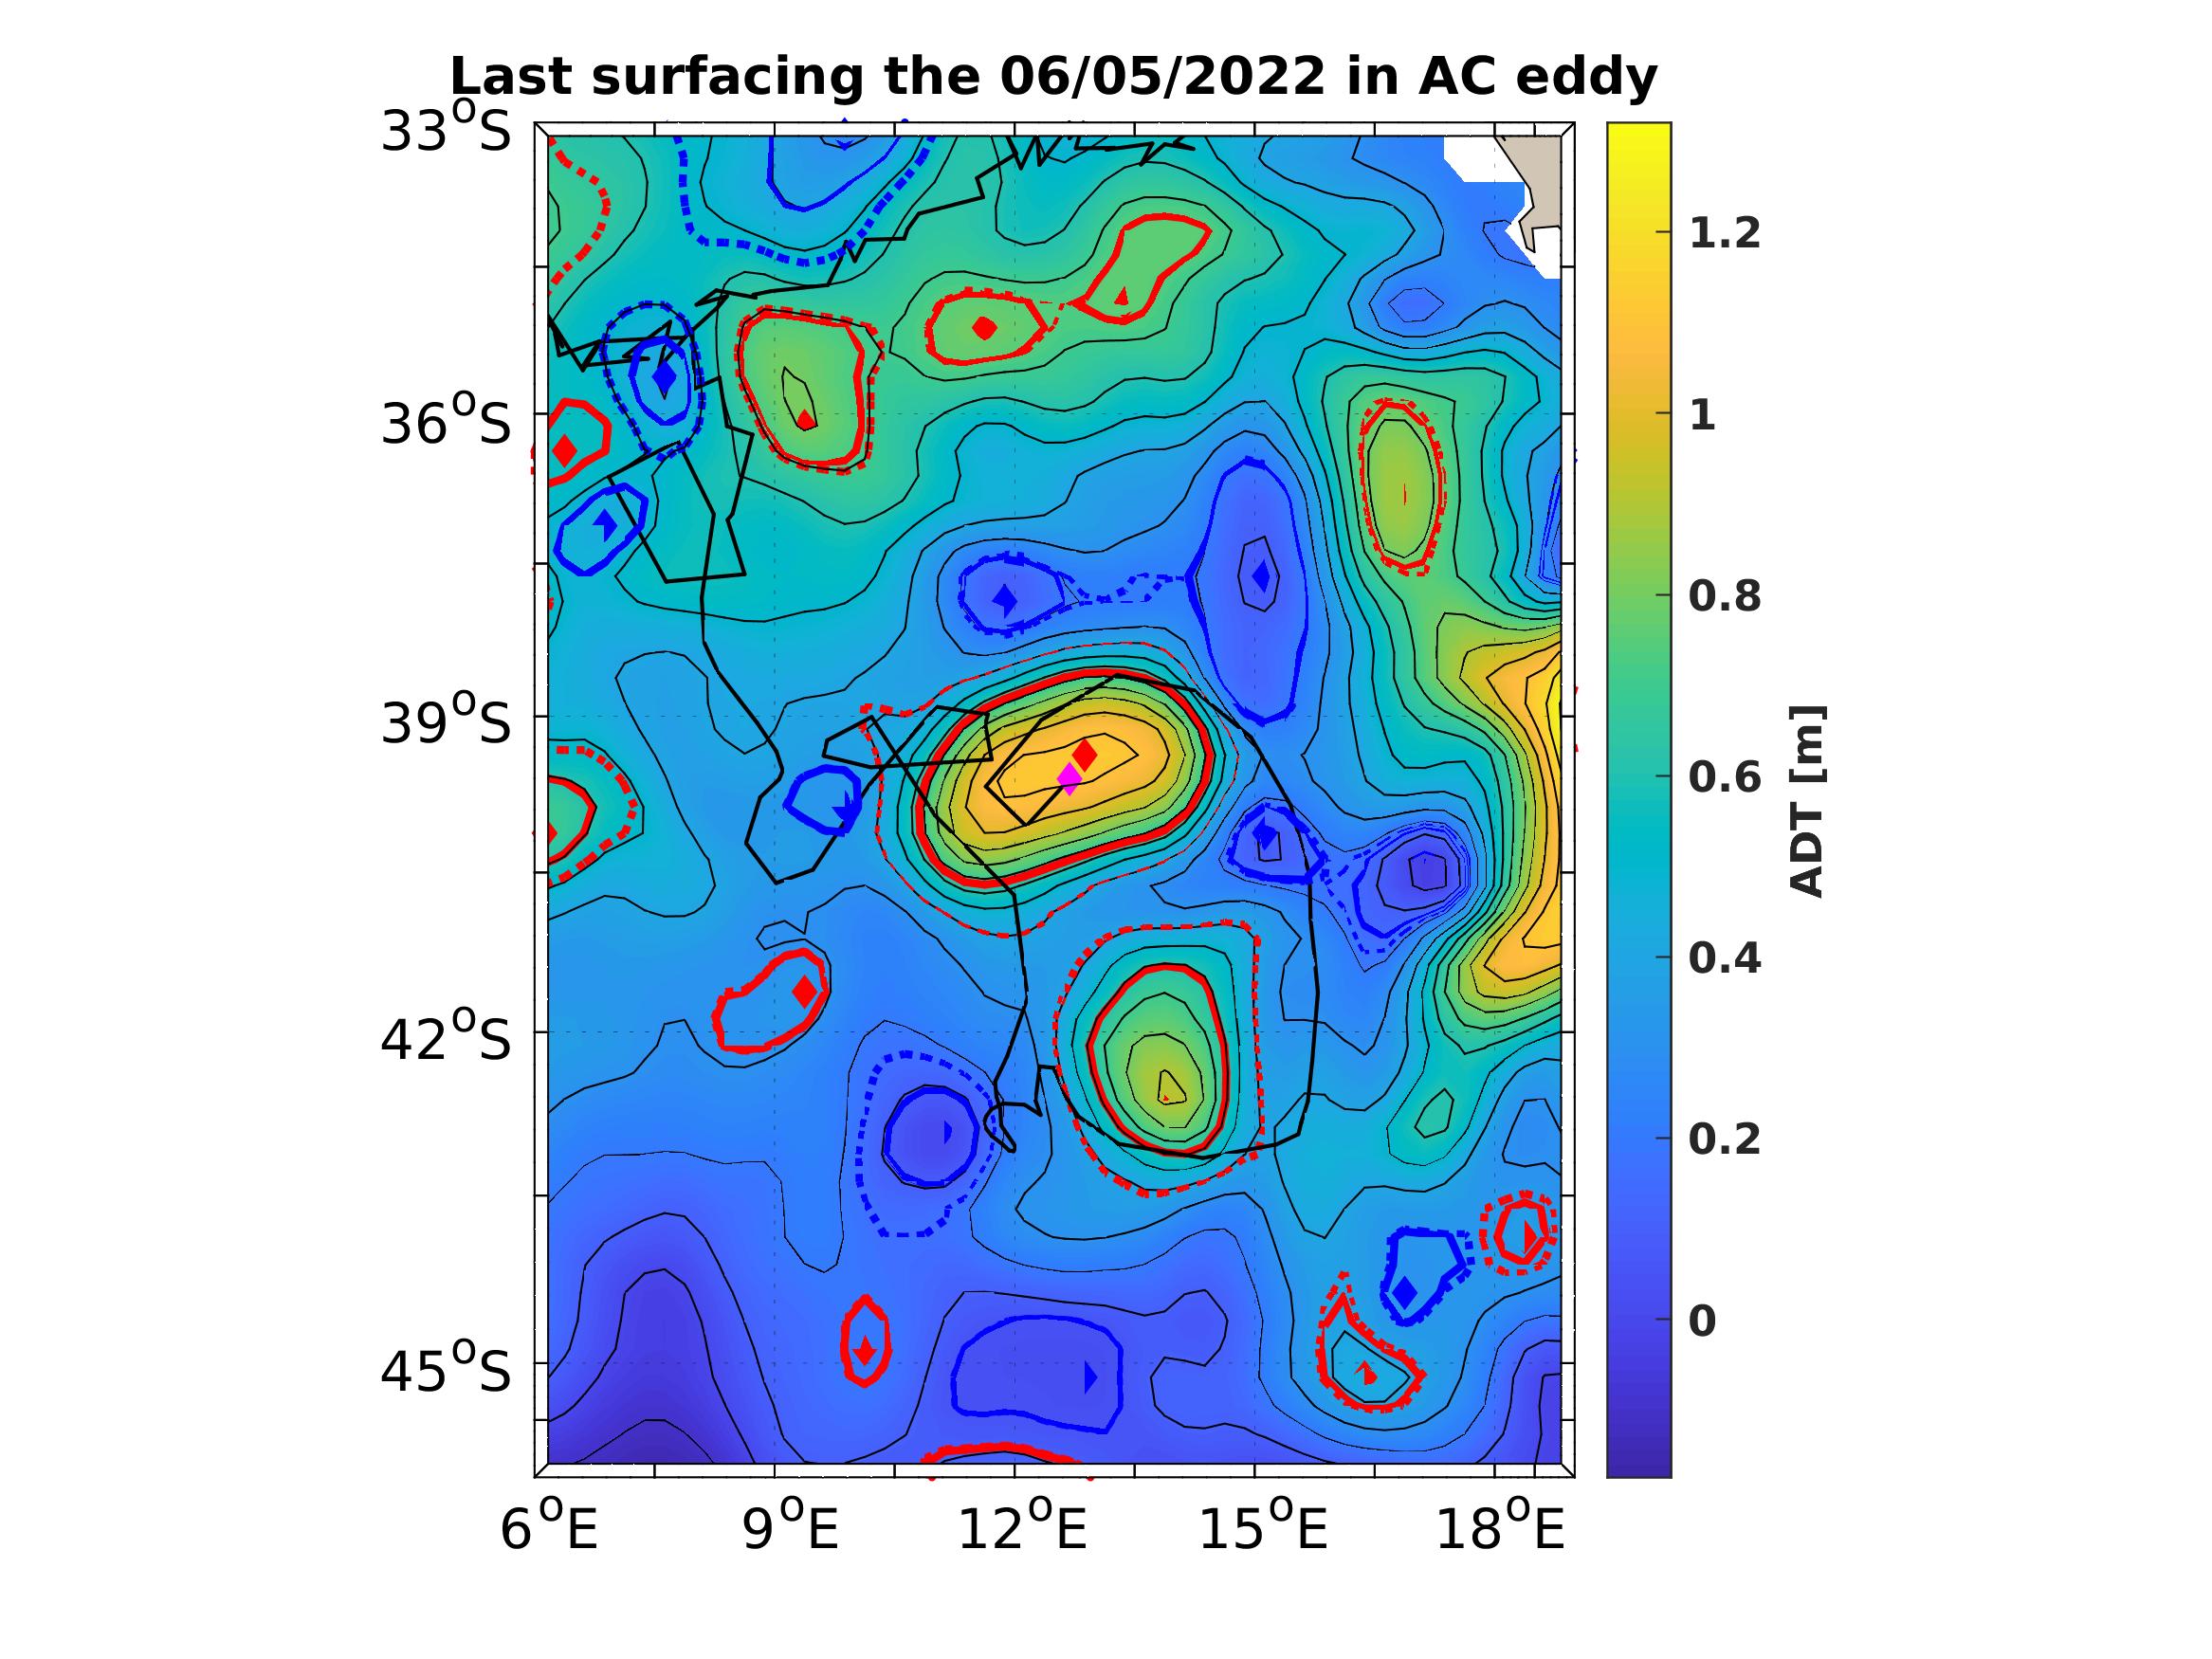 Last surfacing the 06/05/2022 in AC eddy
33°S
36°S
39°S
42°S
45°S
6°E 9°E 12°E 15°E 18°E
1.2
1
0.8
0.6
0.4
0.2
0
ADT [m]